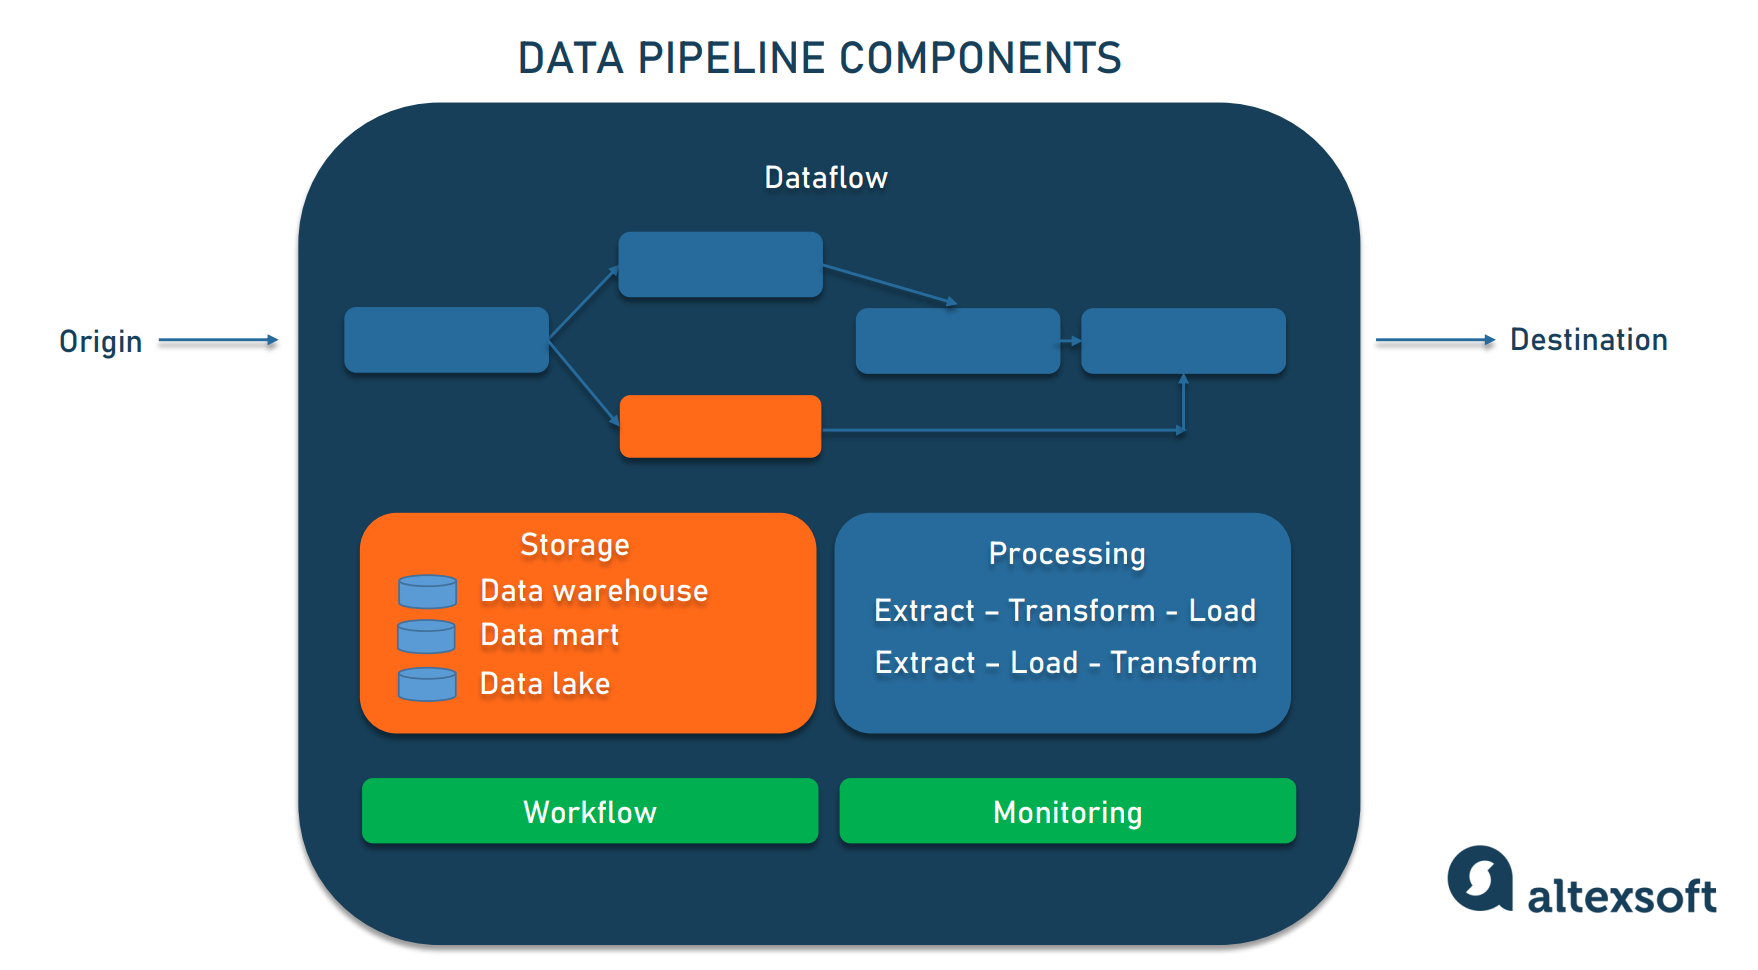 DATA PIPELINE COMPONENTS
Dataflow
Origin
Destination
Storage
Data warehouse
Data mart
Data lake
Processing
Extract – Transform - Load
Extract – Load - Transform
Workflow
Monitoring
altexsoft